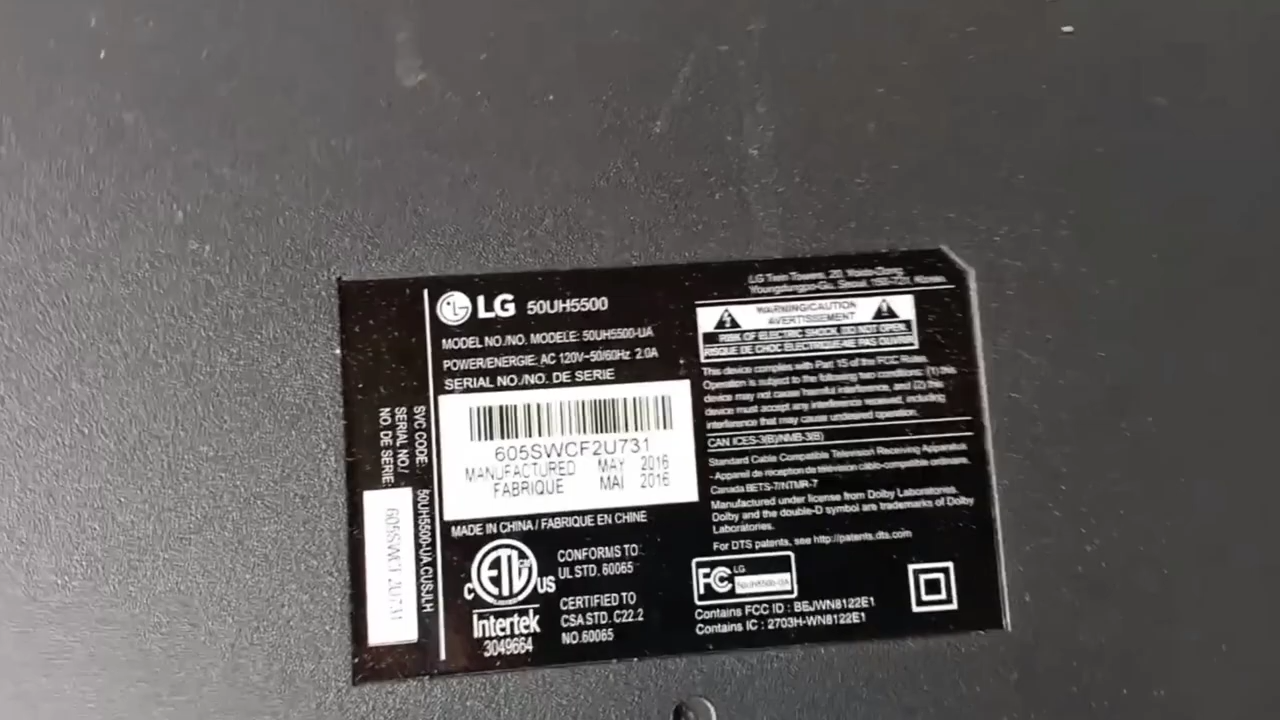 LG 50UH5500
MODEL NO./NO. MODELE: 50UH5500-UA
POWER/ENERGIE: AC 120V~50/60Hz 2.0A
SERIAL NO./NO. DE SERIE
605SWCF2U731
MANUFACTURED MAY 2016
FABRIQUE MAI 2016
MADE IN CHINA / FABRIQUE EN CHINE
c ETL CM US
Intertek
3049664
CONFORMS TO:
UL STD. 60065
CERTIFIED TO
CSA STD. C22.2
NO.60065
SVC CODE: 50UH5500-UA.CUSJLH
SERIAL NO./
NO. DE SERIE:
605SWCF2U731
LG Twin Towers, 20, Yoido-Dong
Youngdungpo-Gu, Seoul, 150-721, Korea
WARNING/CAUTION
AVERTISSEMENT
RISK OF ELECTRIC SHOCK. DO NOT OPEN.
RISQUE DE CHOC ELECTRIQUE-NE PAS OUVRIR
This device complies with Part 15 of the FCC Rules.
Operation is subject to the following two conditions: (1) this
device may not cause harmful interference, and (2) this
device must accept any interference received, including
interference that may cause undesired operation.
CAN ICES-3(B)/NMB-3(B)
Standard Cable Compatible Television Receiving Apparatus
- Appareil de réception de télévision cable-compatible ordinaire,
Canada BETS-7/NTMR-7
Manufactured under license from Dolby Laboratories.
Dolby and the double-D symbol are trademarks of Dolby
Laboratories.
For DTS patents, see http://patents.dts.com
FC LG
50UH5500-UA
Contains FCC ID : BEJWN8122E1
Contains IC : 2703H-WN8122E1